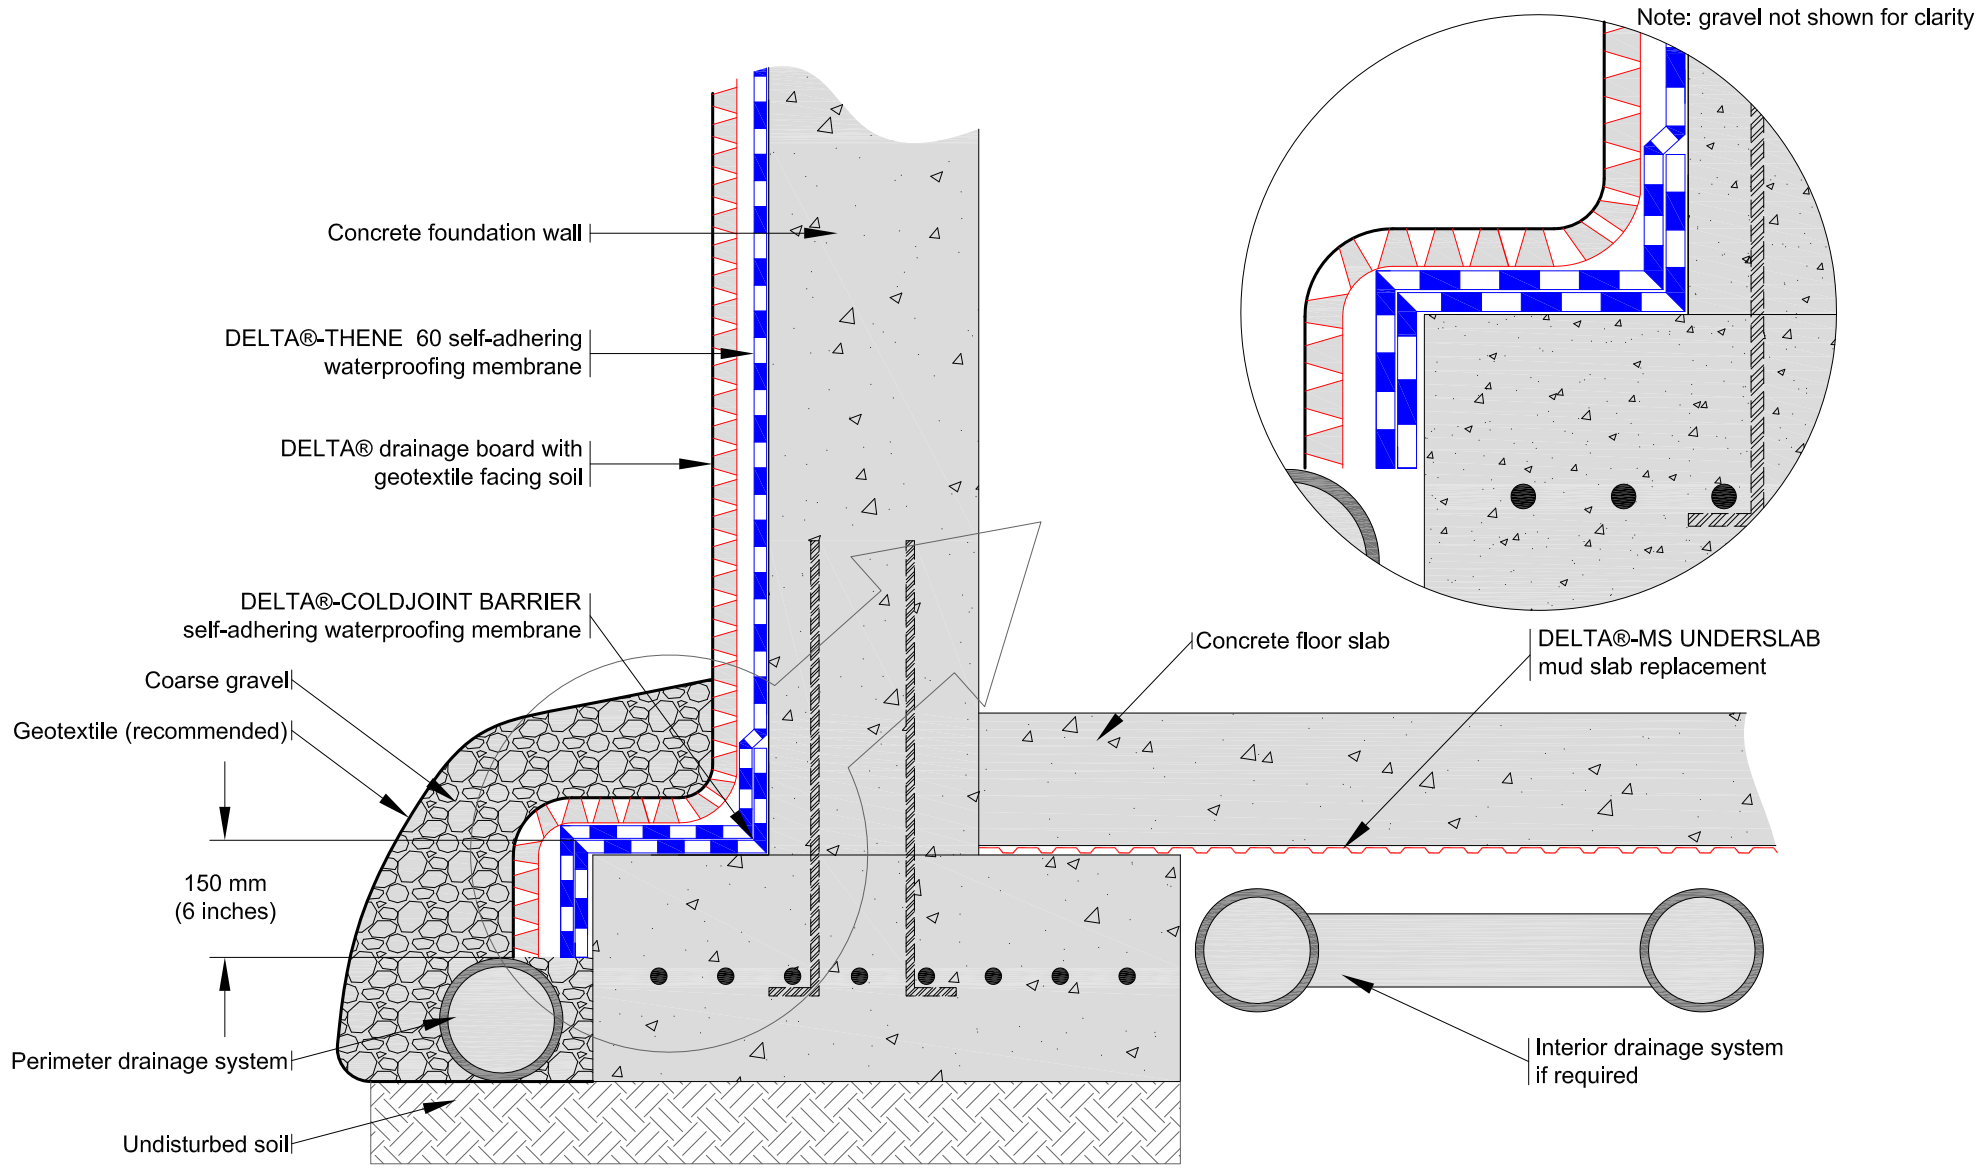 Note: gravel not shown for clarity
Concrete foundation wall
DELTA®-THENE 60 self-adhering
waterproofing membrane
DELTA® drainage board with
geotextile facing soil
DELTA®-COLDJOINT BARRIER
self-adhering waterproofing membrane
Coarse gravel
Geotextile (recommended)
150 mm
(6 inches)
Perimeter drainage system
Undisturbed soil
Concrete floor slab
DELTA®-MS UNDERSLAB
mud slab replacement
Interior drainage system
if required